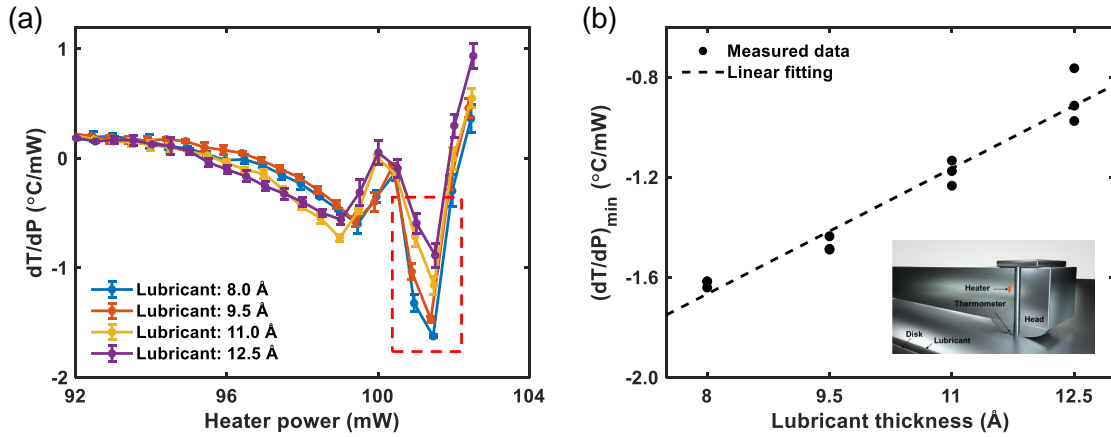 (a)
dT/dP (°C/mW)
1
0
-1
-2
92
96
100
104
Heater power (mW)
Lubricant: 8.0 Å
Lubricant: 9.5 Å
Lubricant: 11.0 Å
Lubricant: 12.5 Å
(b)
(dT/dP)min (°C/mW)
-0.8
-1.2
-1.6
-2.0
8
9.5
11
12.5
Lubricant thickness (Å)
Measured data
Linear fitting
Heater
Thermometer
Head
Disk
Lubricant